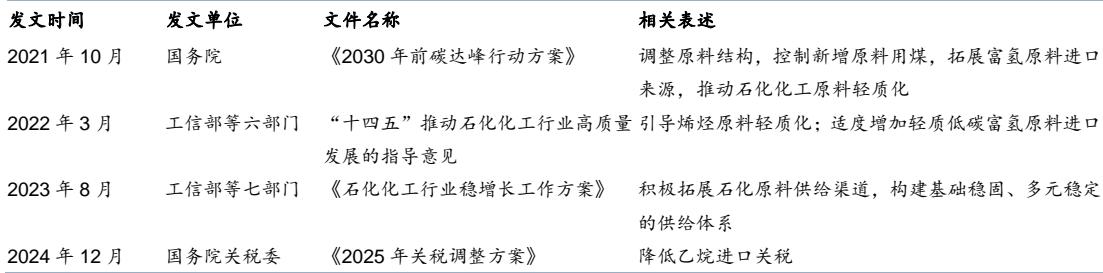 发文时间 发文单位 文件名称 相关表述
2021 年 10 月 国务院 《2030 年前碳达峰行动方案》 调整原料结构，控制新增原料用煤，拓展富氢原料进口
来源，推动石化化工原料轻质化
2022 年 3 月 工信部等六部门 “十四五”推动石化化工行业高质量 引导烯烃原料轻质化；适度增加轻质低碳富氢原料进口
发展的指导意见
2023 年 8 月 工信部等七部门 《石化化工行业稳增长工作方案》 积极拓展石化原料供给渠道，构建基础稳固、多元稳定
的供给体系
2024 年 12 月 国务院关税委 《2025 年关税调整方案》 降低乙烷进口关税